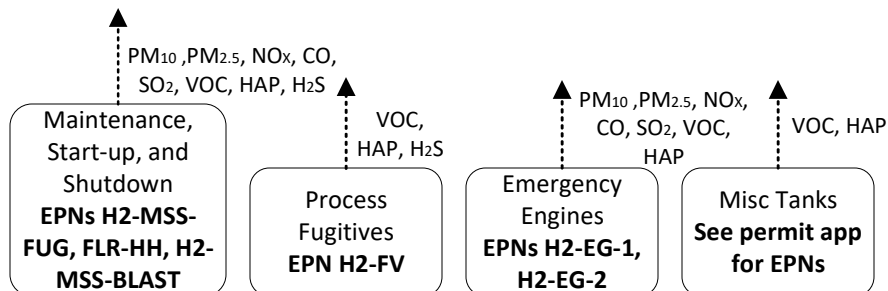 PM10 ,PM2.5, NOX, CO,
SO2, VOC, HAP, H2S
Maintenance,
Start-up, and
Shutdown
EPNs H2-MSS-
FUG, FLR-HH, H2-
MSS-BLAST
VOC,
HAP, H2S
Process
Fugitives
EPN H2-FV
PM10 ,PM2.5, NOX,
CO, SO2, VOC,
HAP
Emergency
Engines
EPNs H2-EG-1,
H2-EG-2
VOC, HAP
Misc Tanks
See permit app
for EPNs